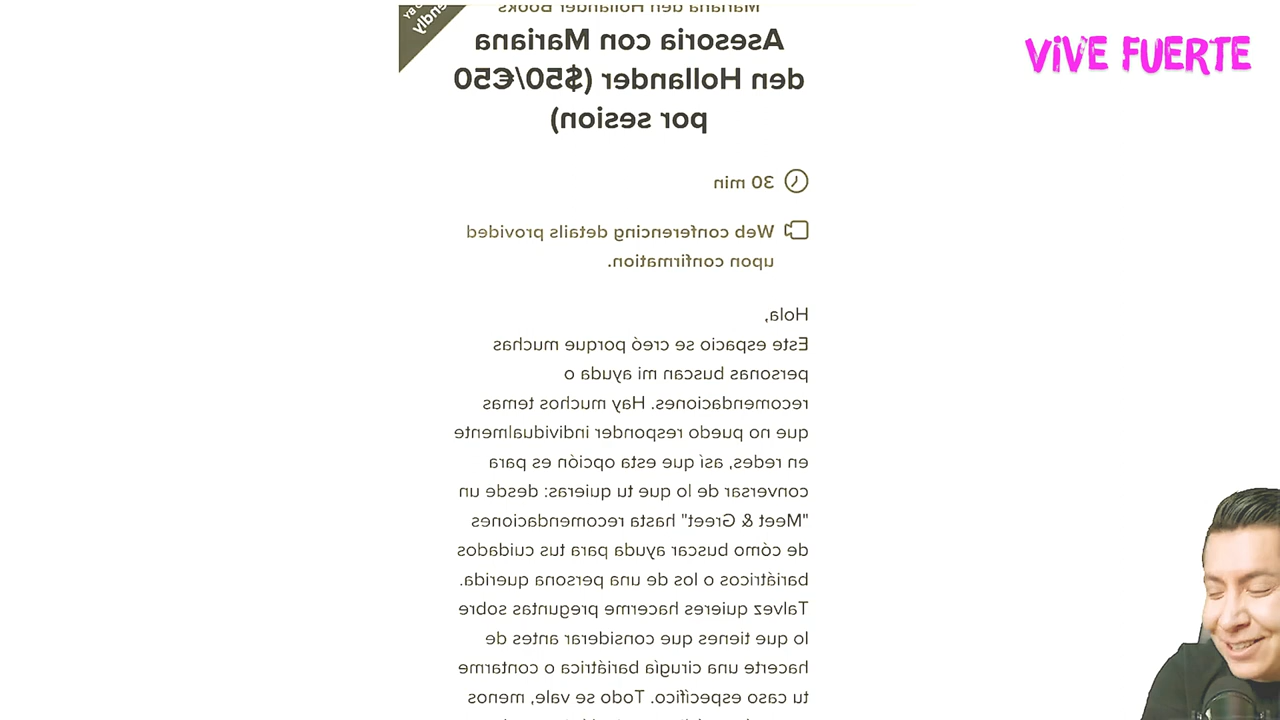 Mariana den Hollander Books
Asesoria con Mariana
den Hollander ($50/€50
por sesion)
30 min
Web conferencing details provided
upon confirmation.
Hola,
Este espacio se creó porque muchas
personas buscan mi ayuda o
recomendaciones. Hay muchos temas
que no puedo responder individualmente
en redes, así que esta opción es para
conversar de lo que tu quieras: desde un
"Meet & Greet" hasta recomendaciones
de cómo buscar ayuda para tus cuidados
bariátricos o los de una persona querida.
Talvez quieres hacerme preguntas sobre
lo que tienes que considerar antes de
hacerte una cirugía bariátrica o contarme
tu caso específico. Todo se vale, menos
VIVE FUERTE